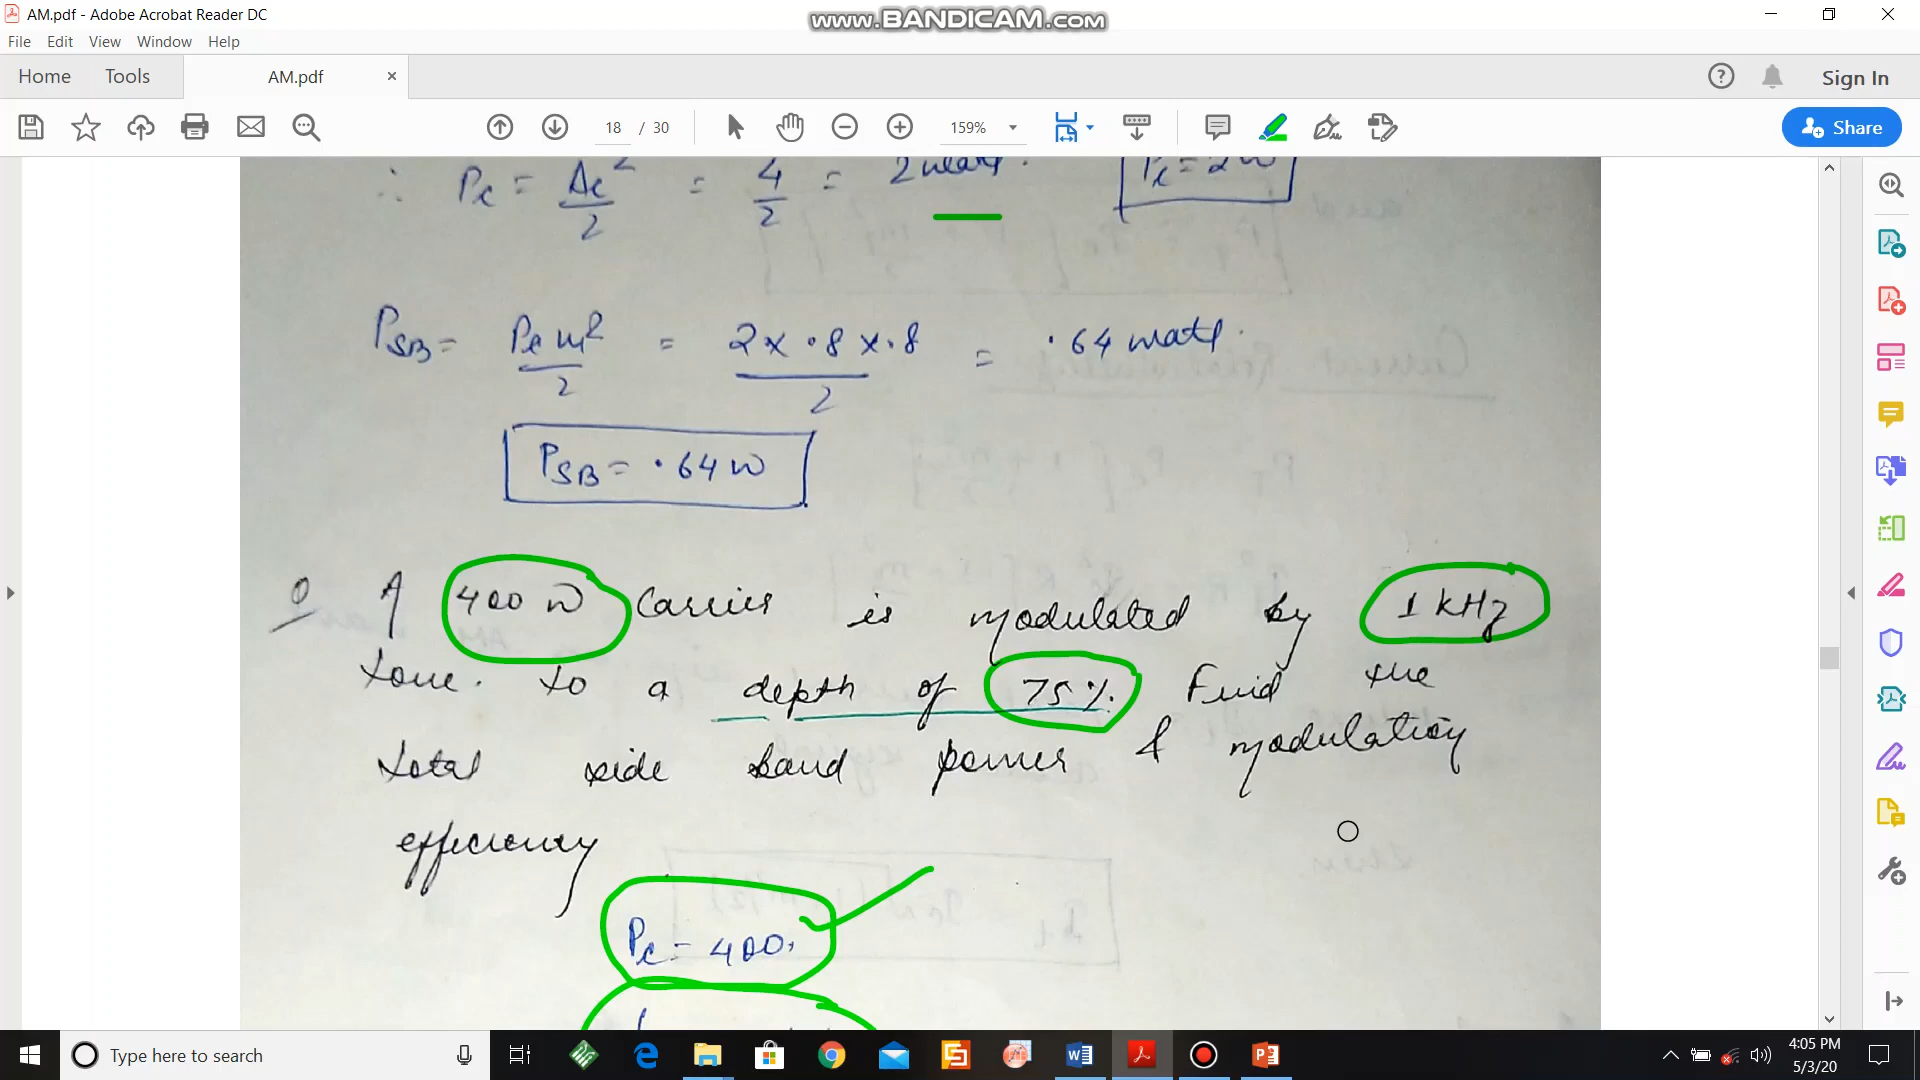 AM.pdf - Adobe Acrobat Reader DC
www.BANDICAM.com
File Edit View Window Help
Home Tools AM.pdf × Sign In
18 / 30 159% Share
∴ Pc = Ac² / 2 = 4 / 2 = 2 watt. Pc = 2 W
PSB = Pc m² / 2 = 2 x .8 x .8 / 2 = .64 watt.
PSB = .64 W
Q A 400 W Carrier is modulated by 1 kHz
tone. to a depth of 75 %. Find the
total side band power & modulation
efficiency
Pc = 400.
Type here to search
4:05 PM
5/3/20